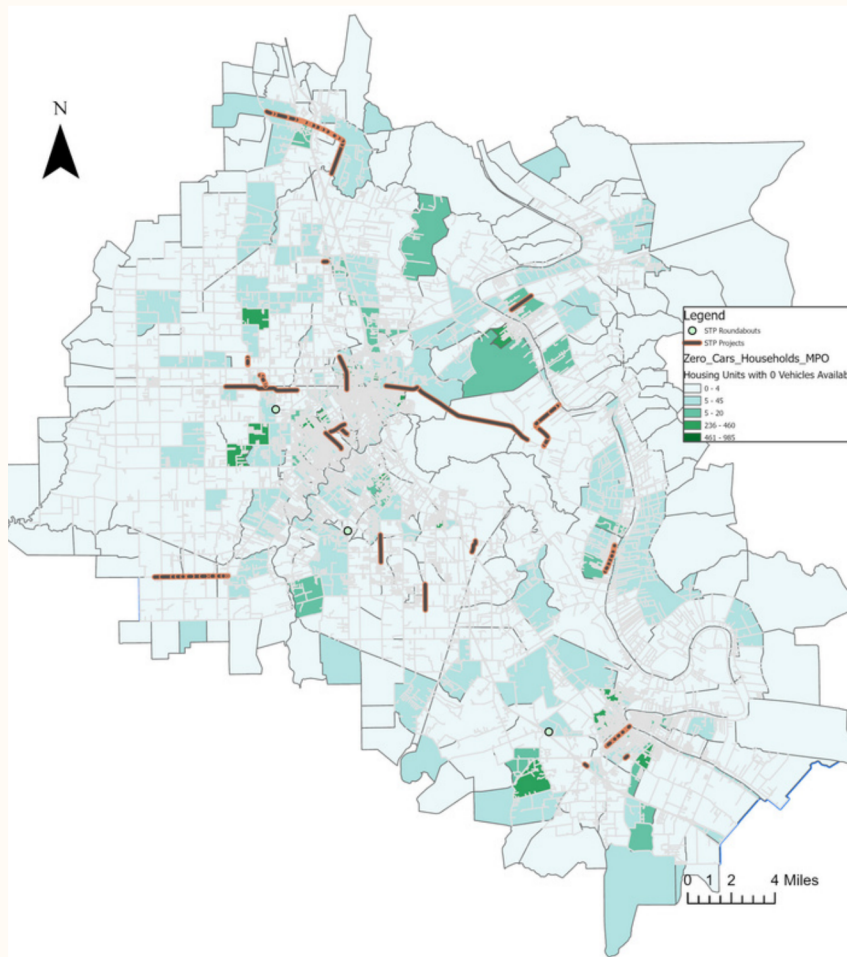 N
Legend
STP Roundabouts
STP Projects
Zero_Cars_Households_MPO
Housing Units with 0 Vehicles Availab
0 - 4
5 - 45
5 - 20
236 - 460
461 - 985
0 1 2 4 Miles